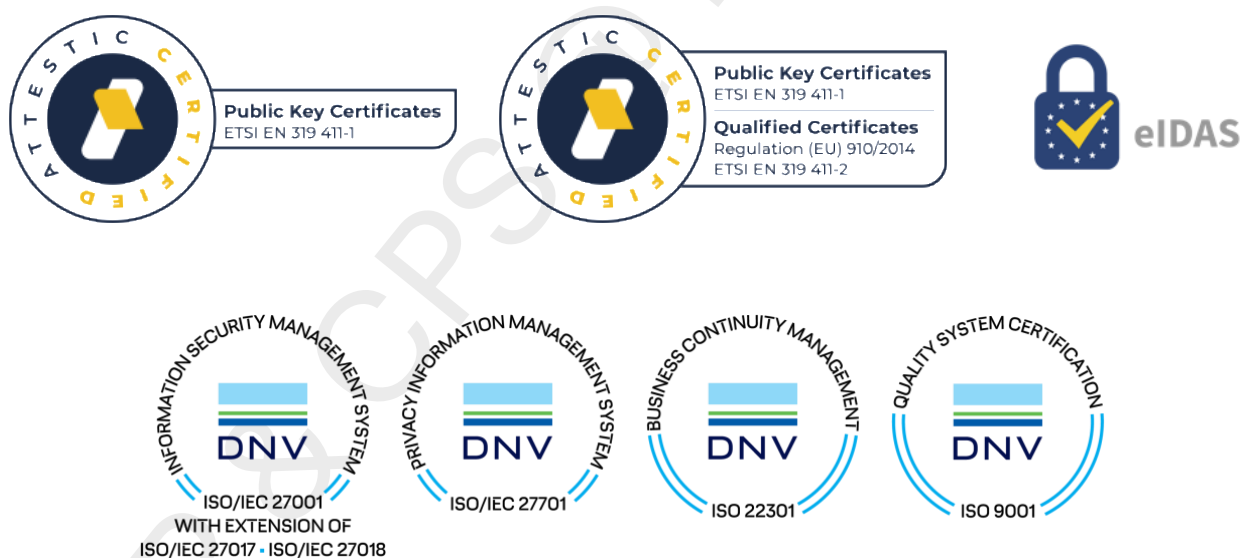 ATTESTIC CERTIFIED
Public Key Certificates
ETSI EN 319 411-1
ATTESTIC CERTIFIED
Public Key Certificates
ETSI EN 319 411-1
Qualified Certificates
Regulation (EU) 910/2014
ETSI EN 319 411-2
eIDAS
INFORMATION SECURITY MANAGEMENT SYSTEM
DNV
ISO/IEC 27001
WITH EXTENSION OF
ISO/IEC 27017 - ISO/IEC 27018
PRIVACY INFORMATION MANAGEMENT SYSTEM
DNV
ISO/IEC 27701
BUSINESS CONTINUITY MANAGEMENT
DNV
ISO 22301
QUALITY SYSTEM CERTIFICATION
DNV
ISO 9001
& CPS